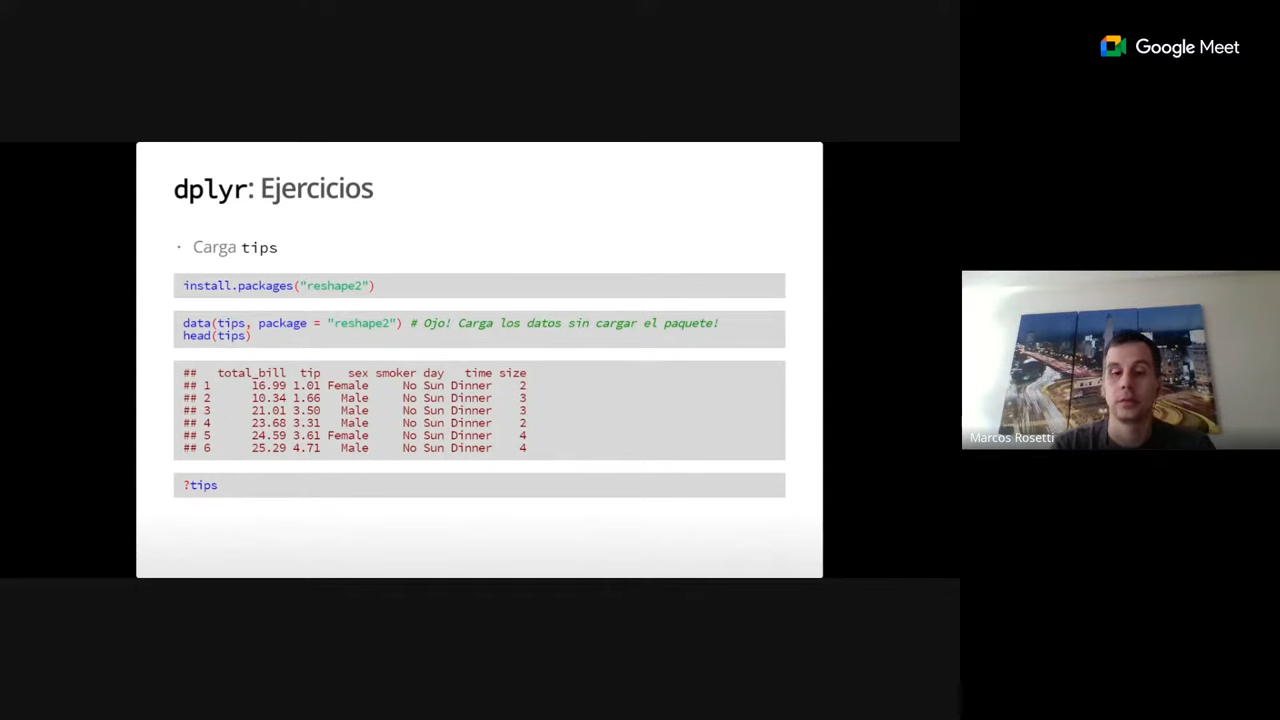 Google Meet
dplyr: Ejercicios
· Carga tips
install.packages("reshape2")
data(tips, package = "reshape2") # Ojo! Carga los datos sin cargar el paquete!
head(tips)
##   total_bill  tip    sex smoker day   time size
## 1      16.99 1.01 Female     No Sun Dinner    2
## 2      10.34 1.66   Male     No Sun Dinner    3
## 3      21.01 3.50   Male     No Sun Dinner    3
## 4      23.68 3.31   Male     No Sun Dinner    2
## 5      24.59 3.61 Female     No Sun Dinner    4
## 6      25.29 4.71   Male     No Sun Dinner    4
?tips
Marcos Rosetti